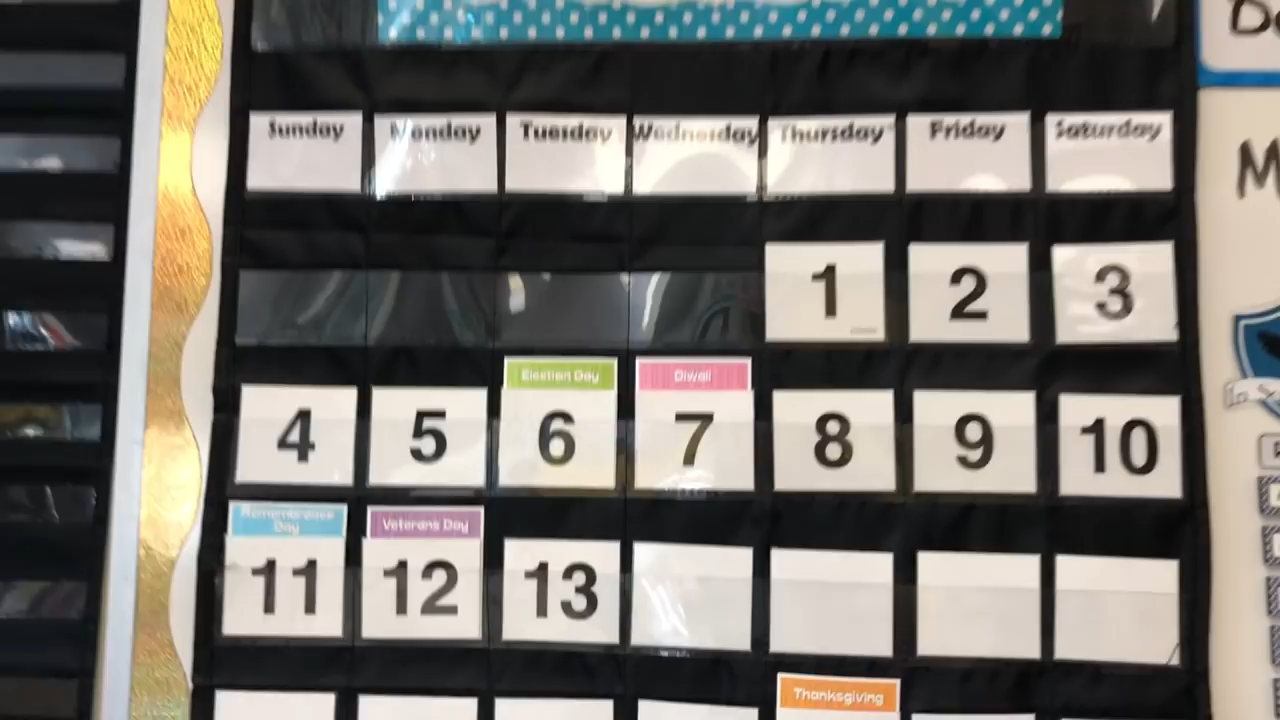 Sunday Monday Tuesday Wednesday Thursday Friday Saturday
1 2 3
Election Day Diwali
4 5 6 7 8 9 10
Remembrance
Day
Veterans Day
11 12 13
Thanksgiving